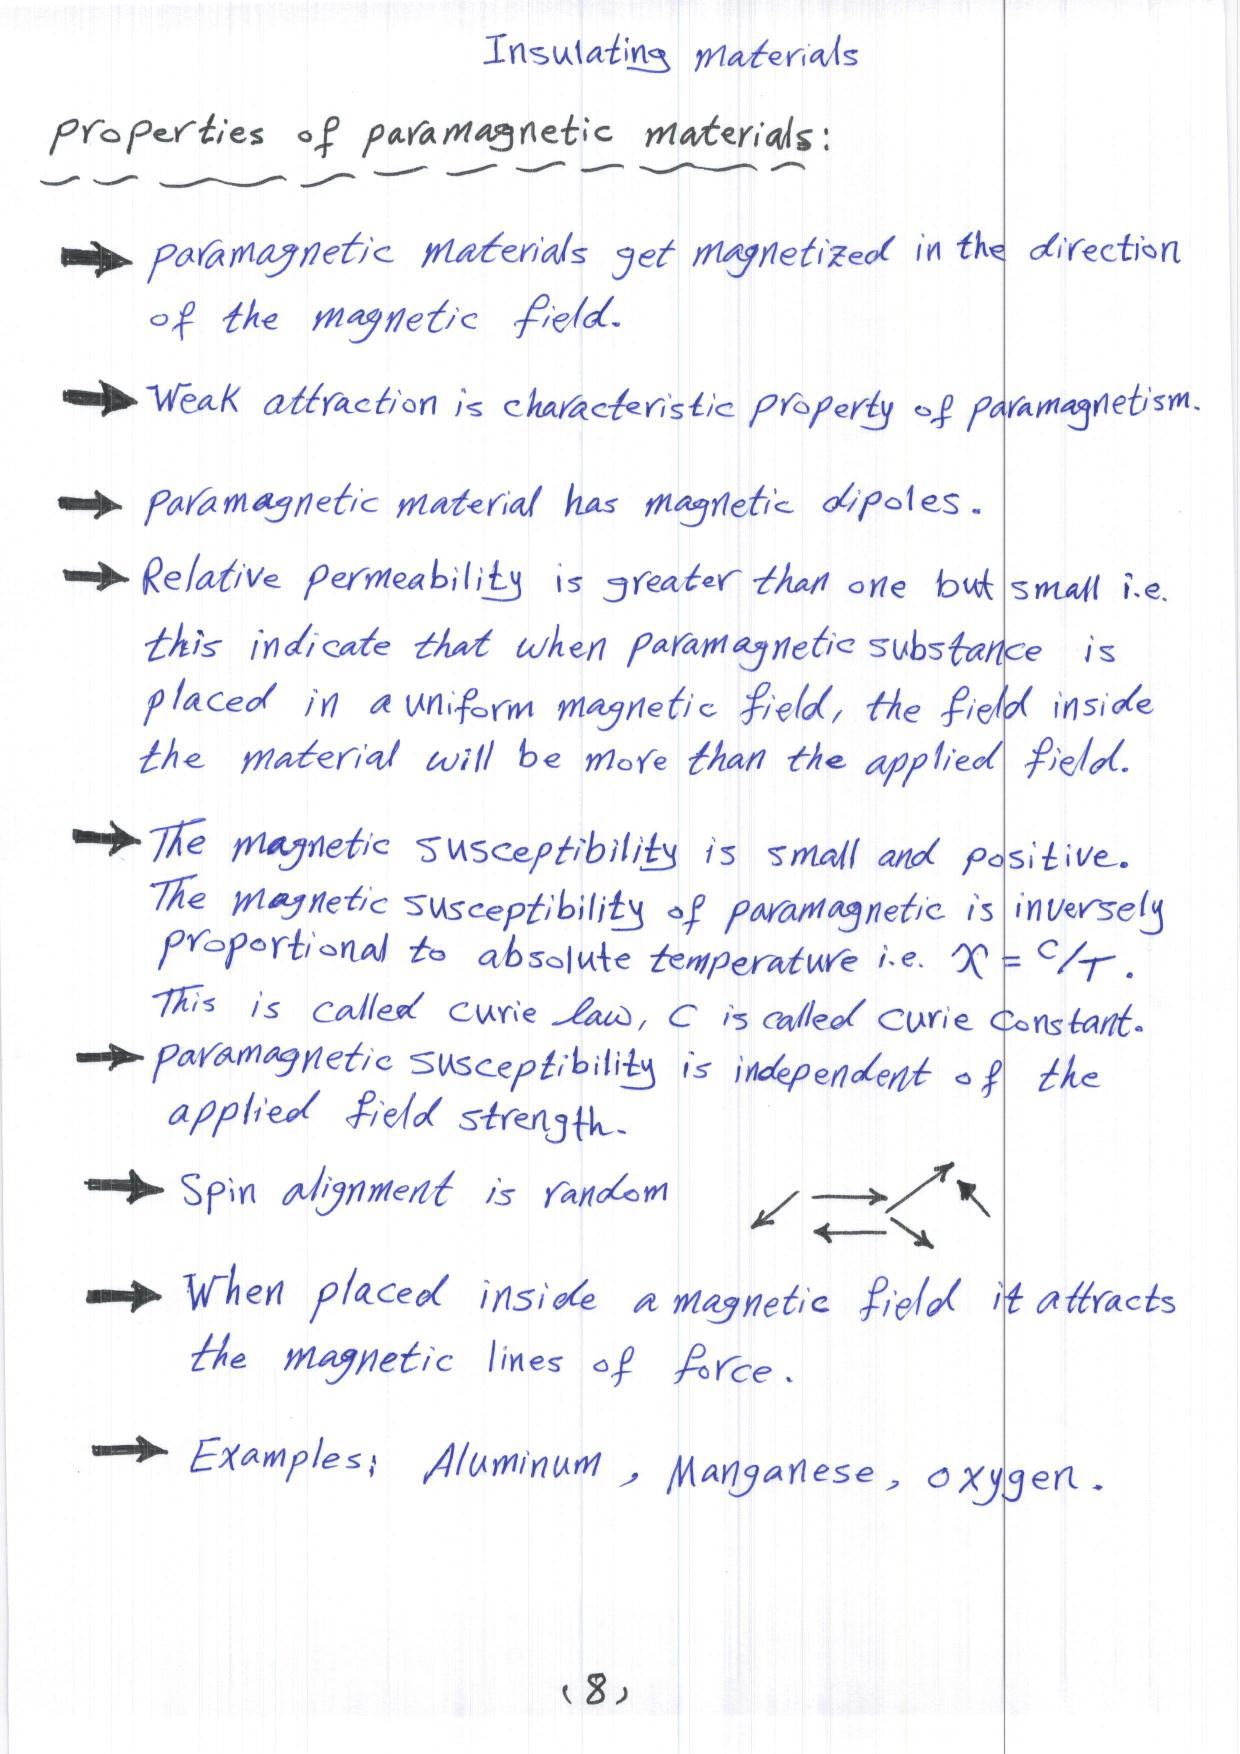 Insulating materials
properties of paramagnetic materials:
paramagnetic materials get magnetized in the direction
of the magnetic field.
Weak attraction is characteristic property of paramagnetism.
paramagnetic material has magnetic dipoles.
Relative permeability is greater than one but small i.e.
this indicate that when paramagnetic substance is
placed in a uniform magnetic field, the field inside
the material will be more than the applied field.
The magnetic susceptibility is small and positive.
The magnetic susceptibility of paramagnetic is inversely
proportional to absolute temperature i.e. χ = C/T.
This is called curie law, C is called curie constant.
paramagnetic susceptibility is independent of the
applied field strength.
Spin alignment is random
When placed inside a magnetic field it attracts
the magnetic lines of force.
Examples: Aluminum, Manganese, oxygen.
(8)